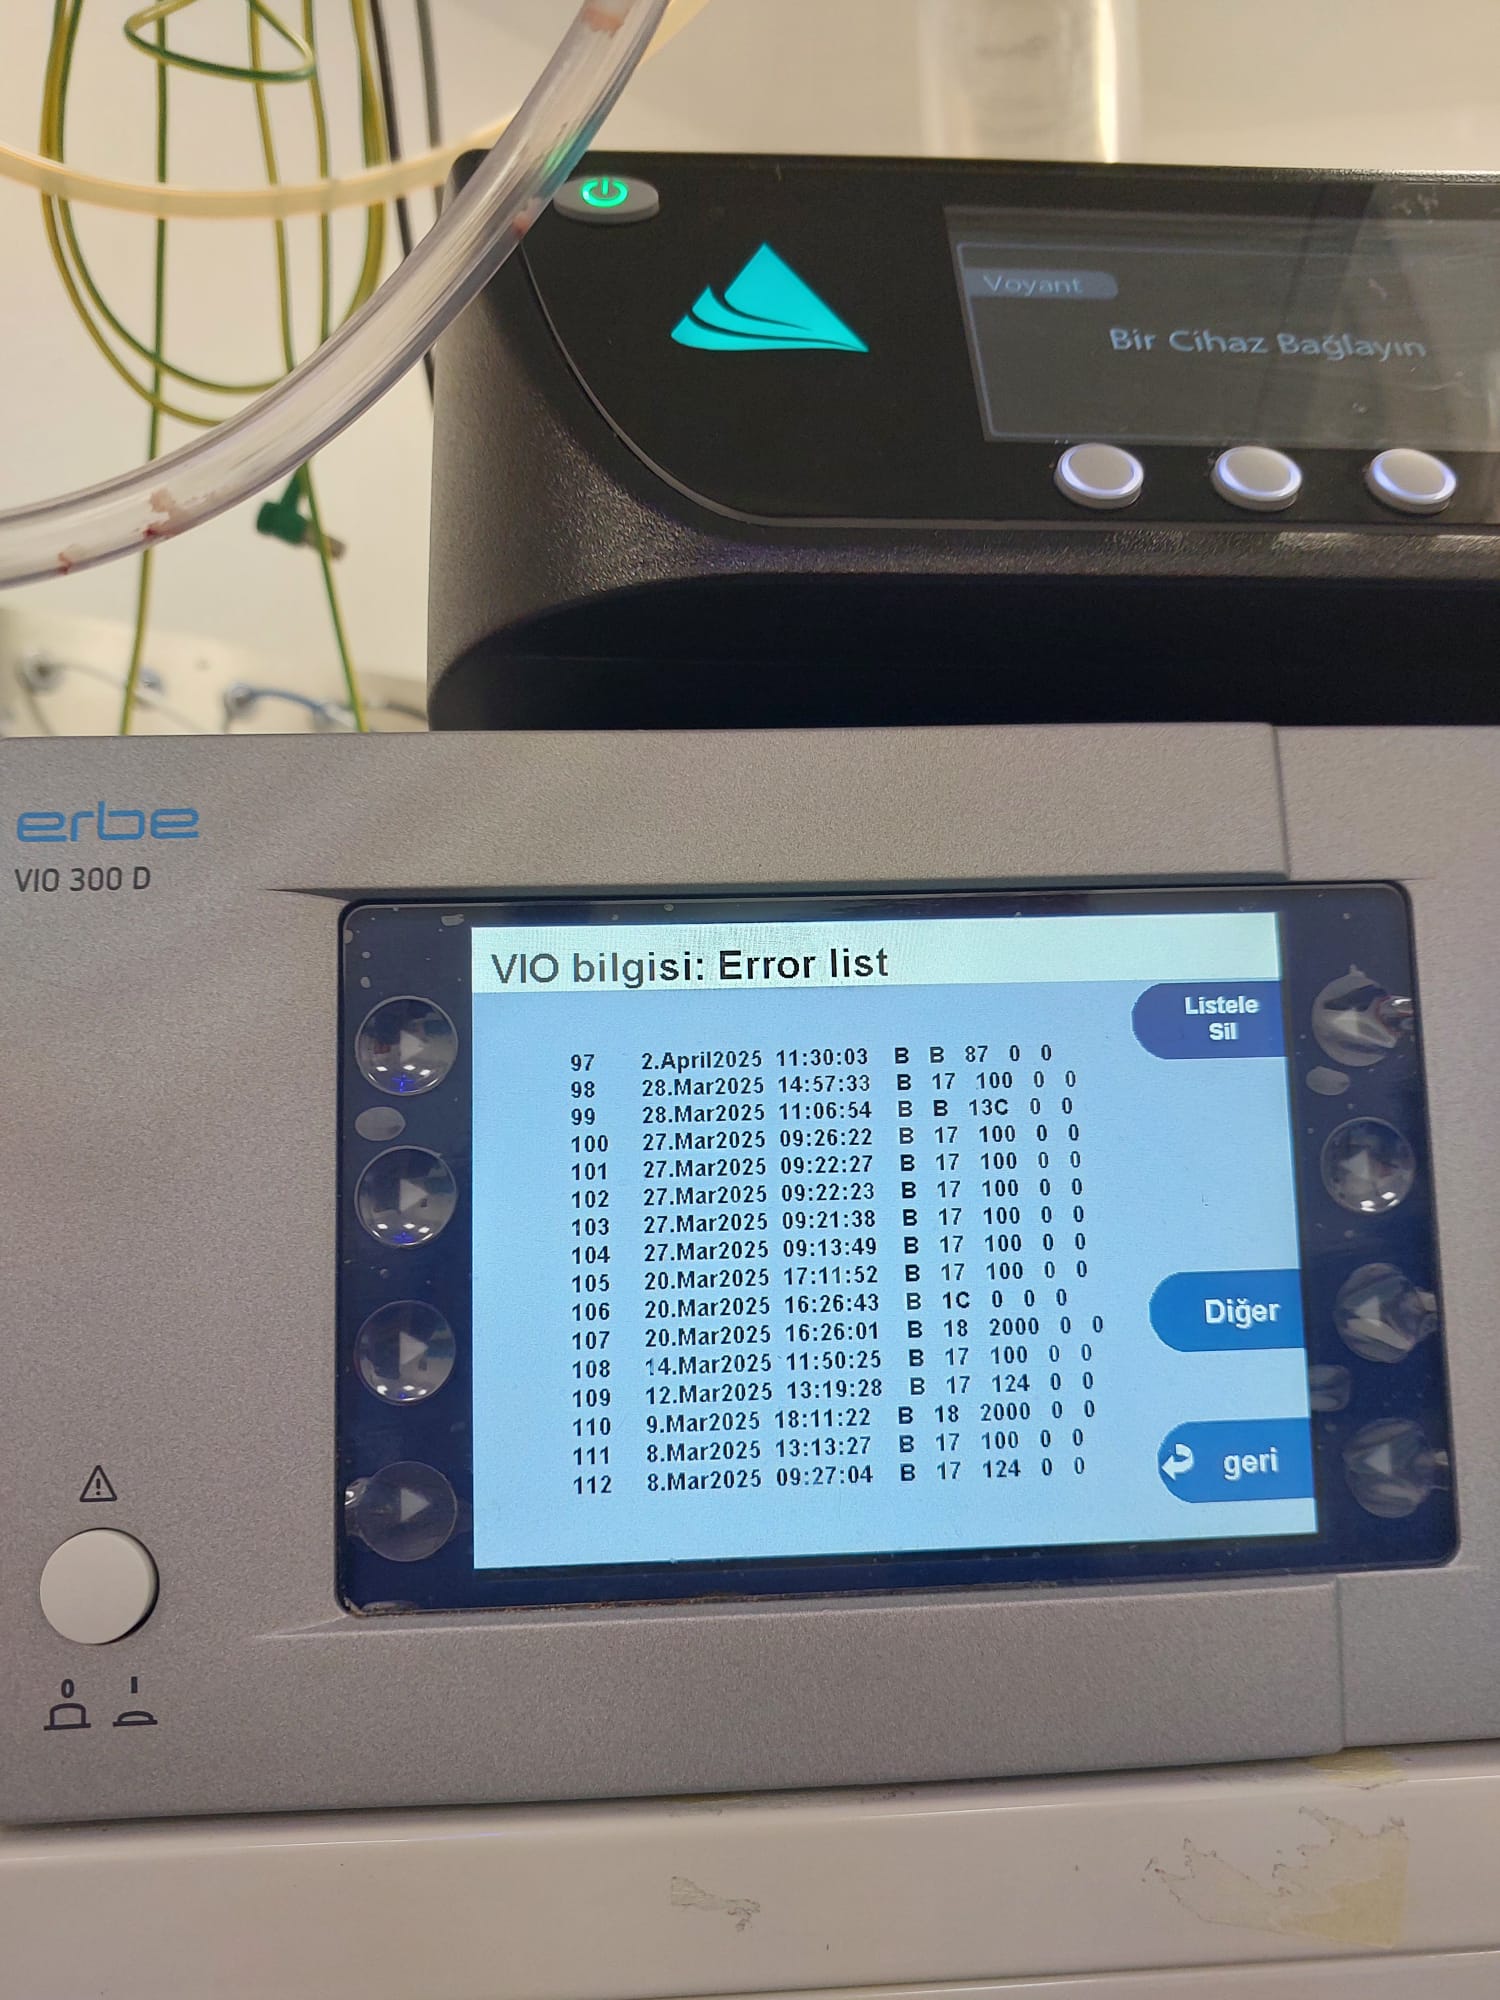 Voyant
Bir Cihaz Bağlayın
erbe
VIO 300 D
VIO bilgisi: Error list
Listele
Sil
97 2.April2025 11:30:03 B B 87 0 0
98 28.Mar2025 14:57:33 B 17 100 0 0
99 28.Mar2025 11:06:54 B B 13C 0 0
100 27.Mar2025 09:26:22 B 17 100 0 0
101 27.Mar2025 09:22:27 B 17 100 0 0
102 27.Mar2025 09:22:23 B 17 100 0 0
103 27.Mar2025 09:21:38 B 17 100 0 0
104 27.Mar2025 09:13:49 B 17 100 0 0
105 20.Mar2025 17:11:52 B 17 100 0 0
106 20.Mar2025 16:26:43 B 1C 0 0 0
107 20.Mar2025 16:26:01 B 18 2000 0 0
108 14.Mar2025 11:50:25 B 17 100 0 0
109 12.Mar2025 13:19:28 B 17 124 0 0
110 9.Mar2025 18:11:22 B 18 2000 0 0
111 8.Mar2025 13:13:27 B 17 100 0 0
112 8.Mar2025 09:27:04 B 17 124 0 0
Diğer
geri
0 I